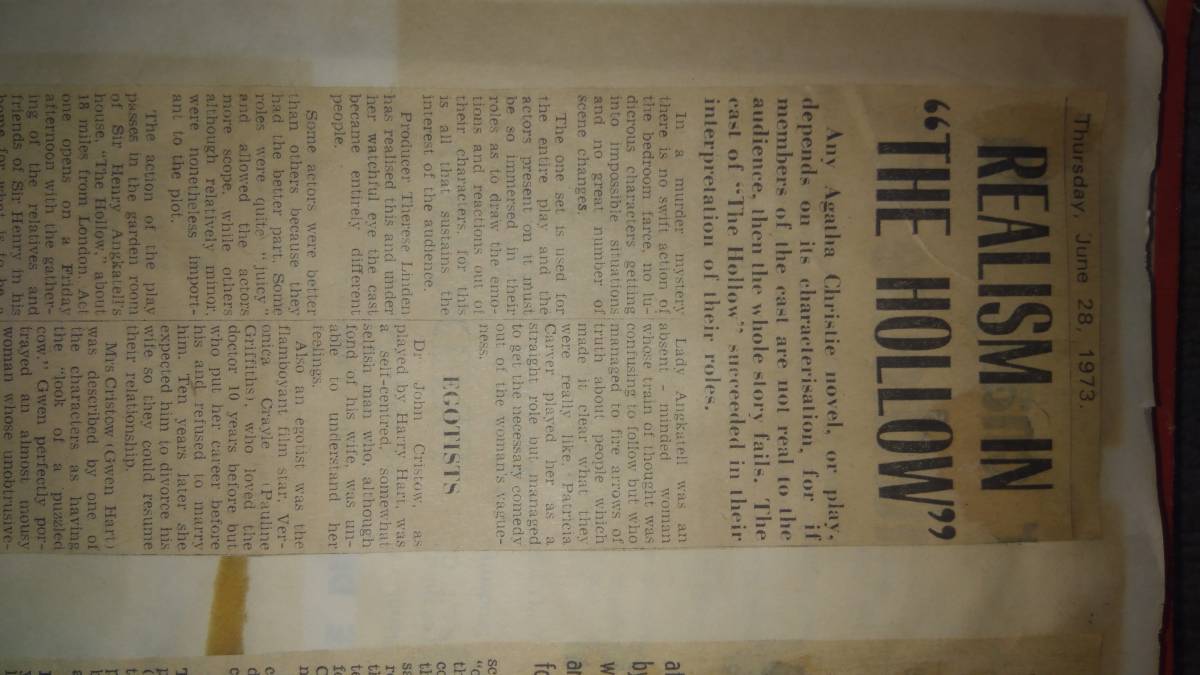 Thursday, June 28, 1973.
REALISM IN
“THE HOLLOW”
Any Agatha Christie novel, or play,
depends on its characterisation, for if
members of the cast are not real to the
audience, then the whole story fails. The
cast of “The Hollow” succeeded in their
interpretation of their roles.
In a murder mystery
there is no swift action of
the bedroom farce, no lu-
dicrous characters getting
into impossible situations
and no great number of
scene changes.
The one set is used for
the entire play and the
actors present on it must
be so immersed in their
roles as to draw the emo-
tions and reactions out of
their characters, for this
is all that sustains the
interest of the audience.
Producer Therese Linden
has realised this and under
her watchful eye the cast
became entirely different
people.
Some actors were better
than others because they
had the better part. Some
roles were quite “juicy”
and allowed the actors
more scope, while others
although relatively minor,
were nonetheless import-
ant to the plot.
The action of the play
passes in the garden room
of Sir Henry Angkatell's
house, “The Hollow,” about
18 miles from London. Act
one opens on a Friday
afternoon with the gather-
ing of the relatives and
friends of Sir Henry in his
home for what is to be a
Lady Angkatell was an
absent - minded woman
whose train of thought was
confusing to follow but who
managed to fire arrows of
truth about people which
made it clear what they
were really like. Patricia
Carver played her as a
straight role but managed
to get the necessary comedy
out of the woman's vague-
ness.
EGOTISTS
Dr John Cristow, as
played by Harry Hart, was
a self-centred, somewhat
selfish man who, although
fond of his wife, was un-
able to understand her
feelings.
Also an egoist was the
flamboyant film star, Ver-
onica Crayle (Pauline
Griffiths), who loved the
doctor 10 years before but
who put her career before
his and refused to marry
him. Ten years later she
expected him to divorce his
wife so they could resume
their relationship.
Mrs Cristow (Gwen Hart)
was described by one of
the characters as having
the “look of a puzzled
cow.” Gwen perfectly por-
trayed an almost mousy
woman whose unobtrusive-